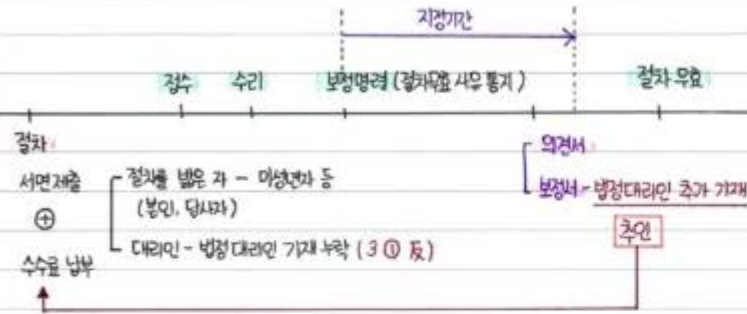 지정기간
접수 수리 보정명령 (절차무효 사유 통지) 절차 무효
절차
서면제출
⊕
수수료 납부
절차를 밟은 자 - 미성년자 등
(본인, 당사자)
대리인 - 법정대리인 기재 누락 (3 ① 反)
의견서
보정서 - 법정대리인 추가 기재
추인